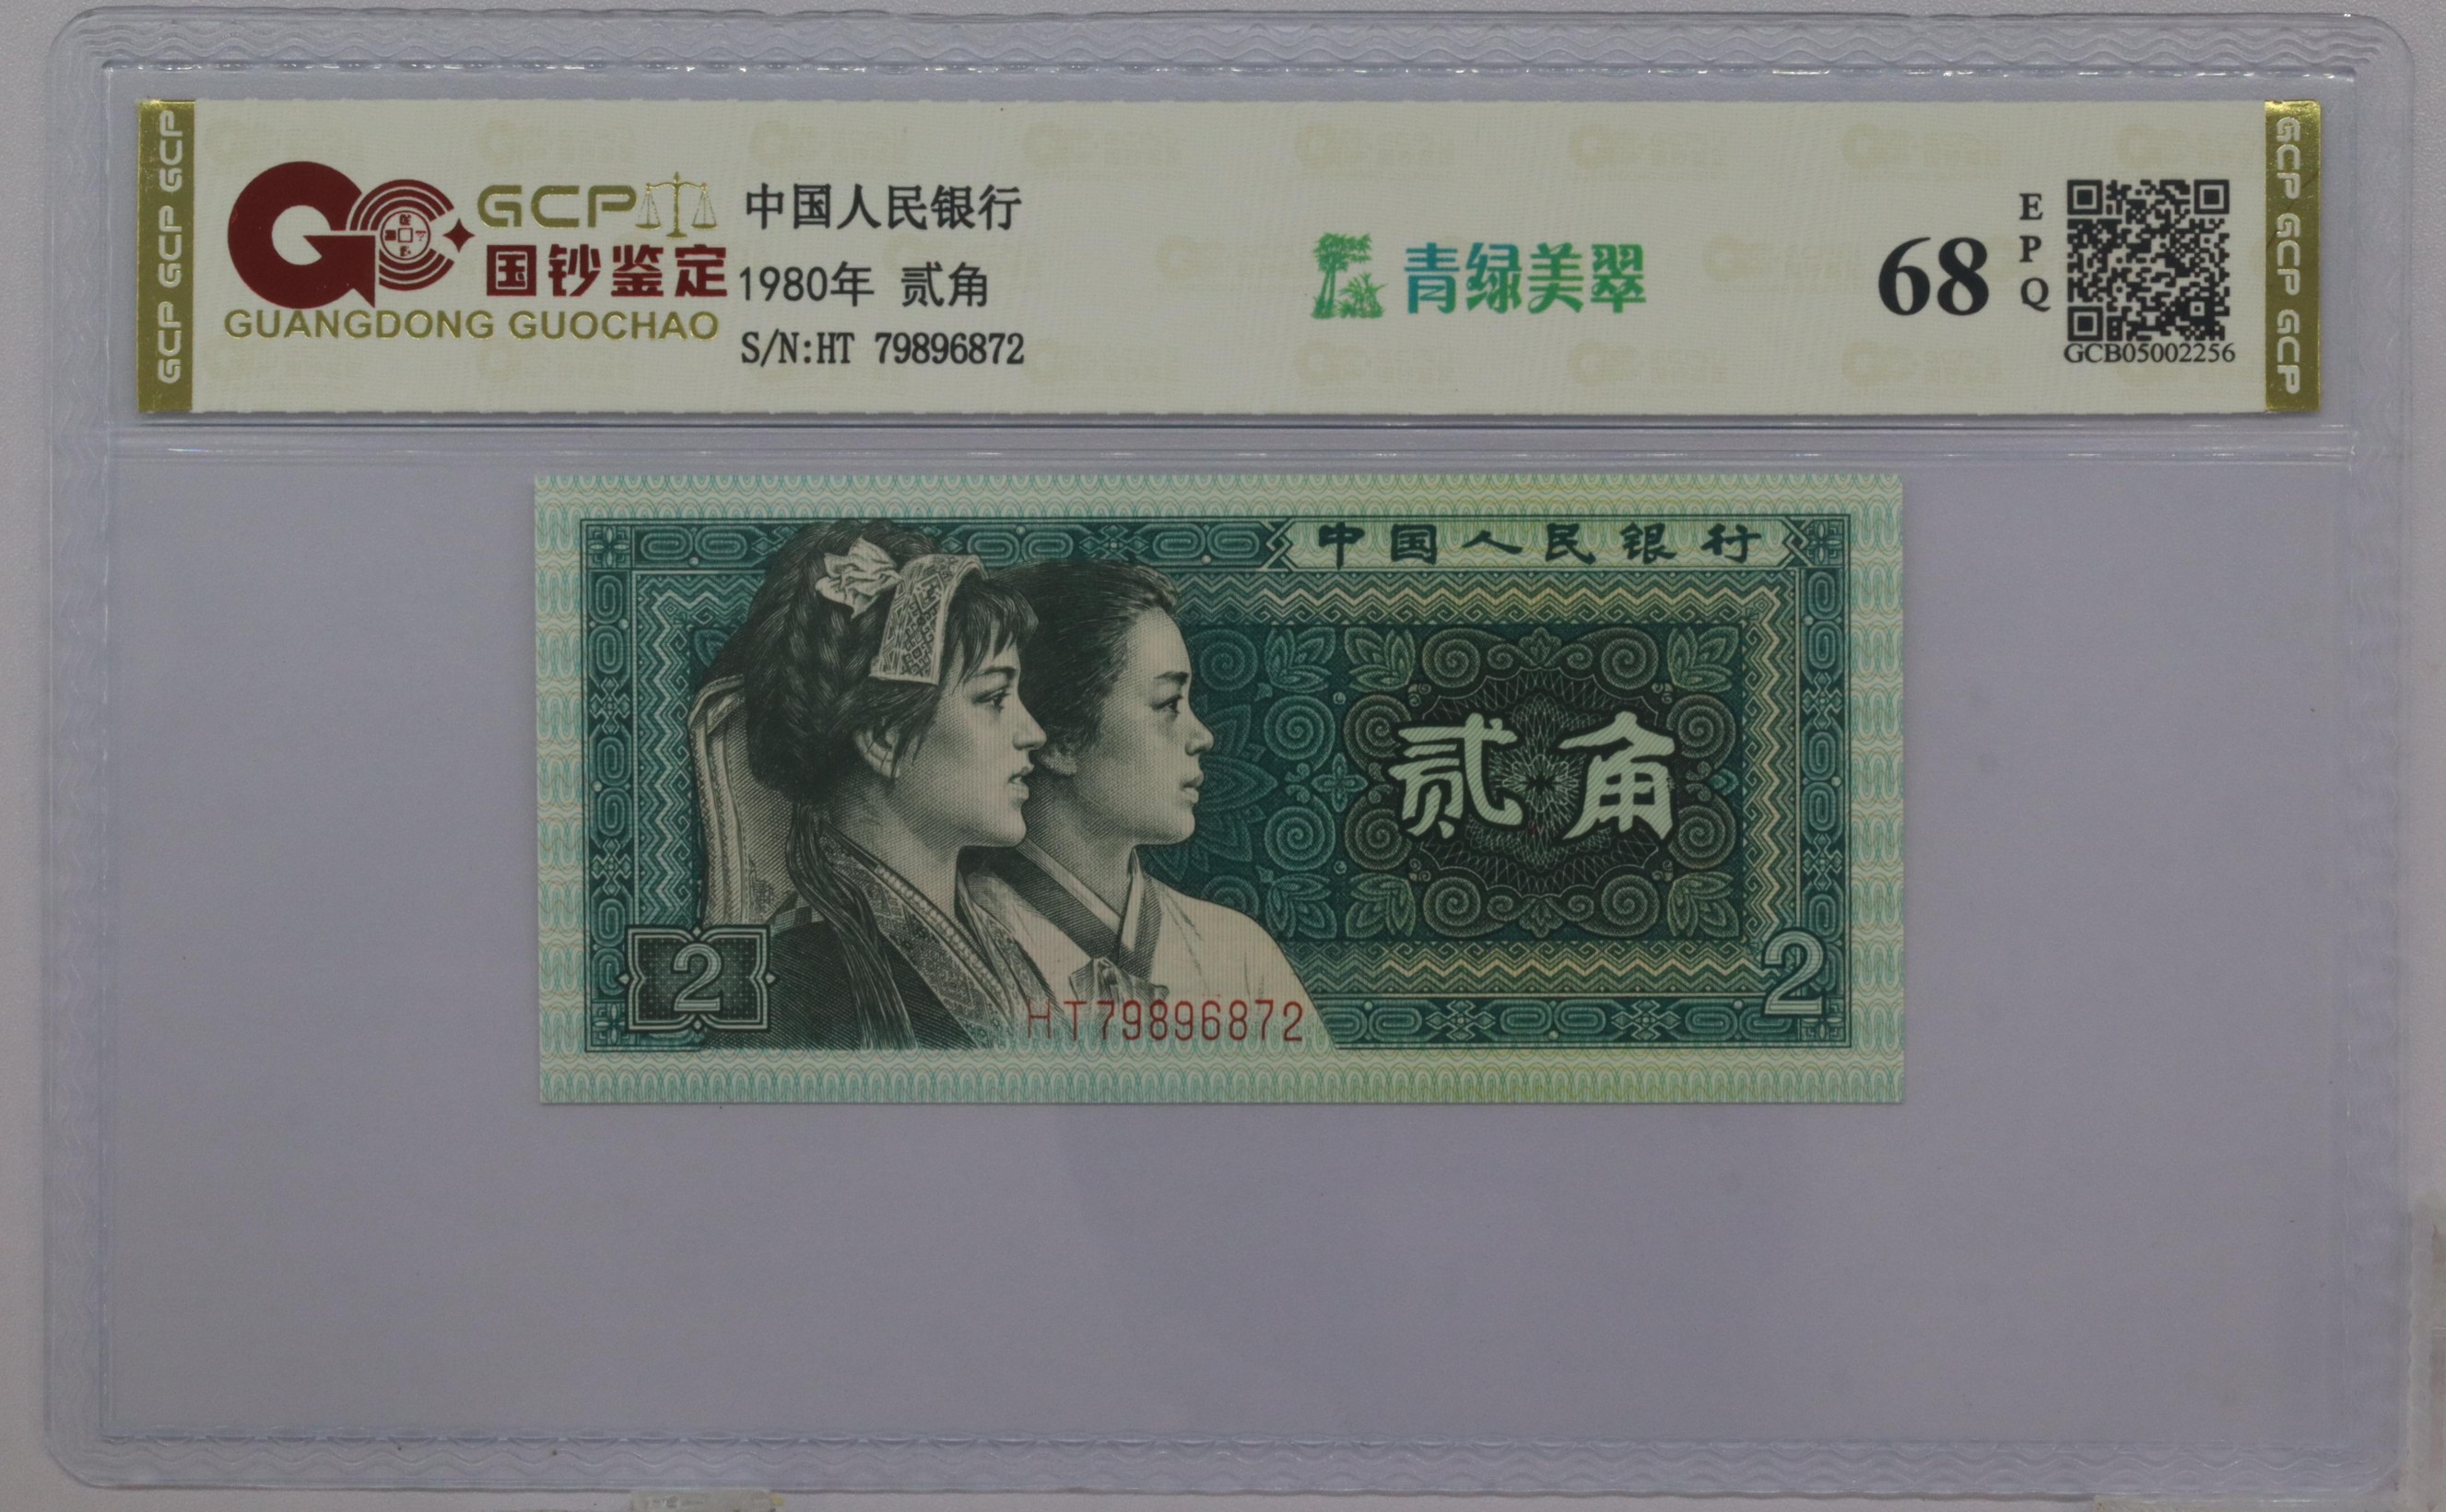 GCP GCP GCP
GCP
国钞鉴定
GUANGDONG GUOCHAO
中国人民银行
1980年 贰角
S/N:HT 79896872
青绿美翠
68
EPQ
GCB05002256
GCP GCP GCP
中国人民银行
贰角
2
2
HT79896872